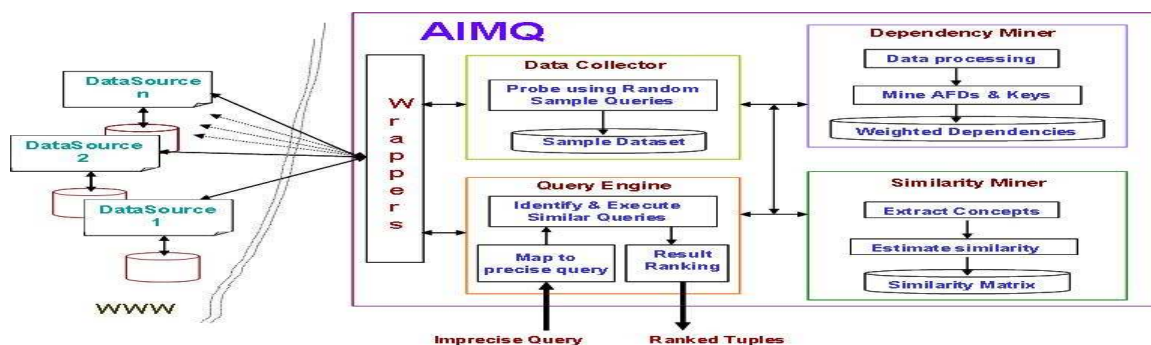 AIMQ
DataSource
n
DataSource
2
DataSource
1
WWW
Wrappers
Data Collector
Probe using Random
Sample Queries
Sample Dataset
Query Engine
Identify & Execute
Similar Queries
Map to
precise query
Result
Ranking
Imprecise Query
Ranked Tuples
Dependency Miner
Data processing
Mine AFDs & Keys
Weighted Dependencies
Similarity Miner
Extract Concepts
Estimate similarity
Similarity Matrix